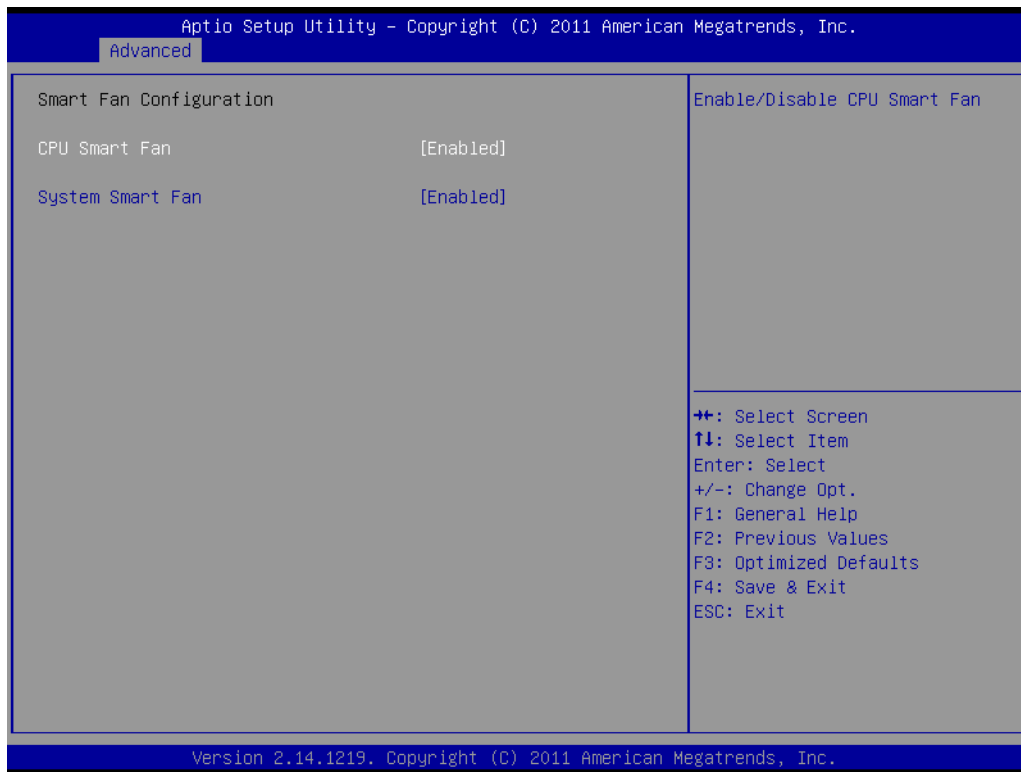 Aptio Setup Utility – Copyright (C) 2011 American Megatrends, Inc.
Advanced
Smart Fan Configuration
CPU Smart Fan [Enabled]
System Smart Fan [Enabled]
Enable/Disable CPU Smart Fan
→←: Select Screen
↑↓: Select Item
Enter: Select
+/-: Change Opt.
F1: General Help
F2: Previous Values
F3: Optimized Defaults
F4: Save & Exit
ESC: Exit
Version 2.14.1219. Copyright (C) 2011 American Megatrends, Inc.